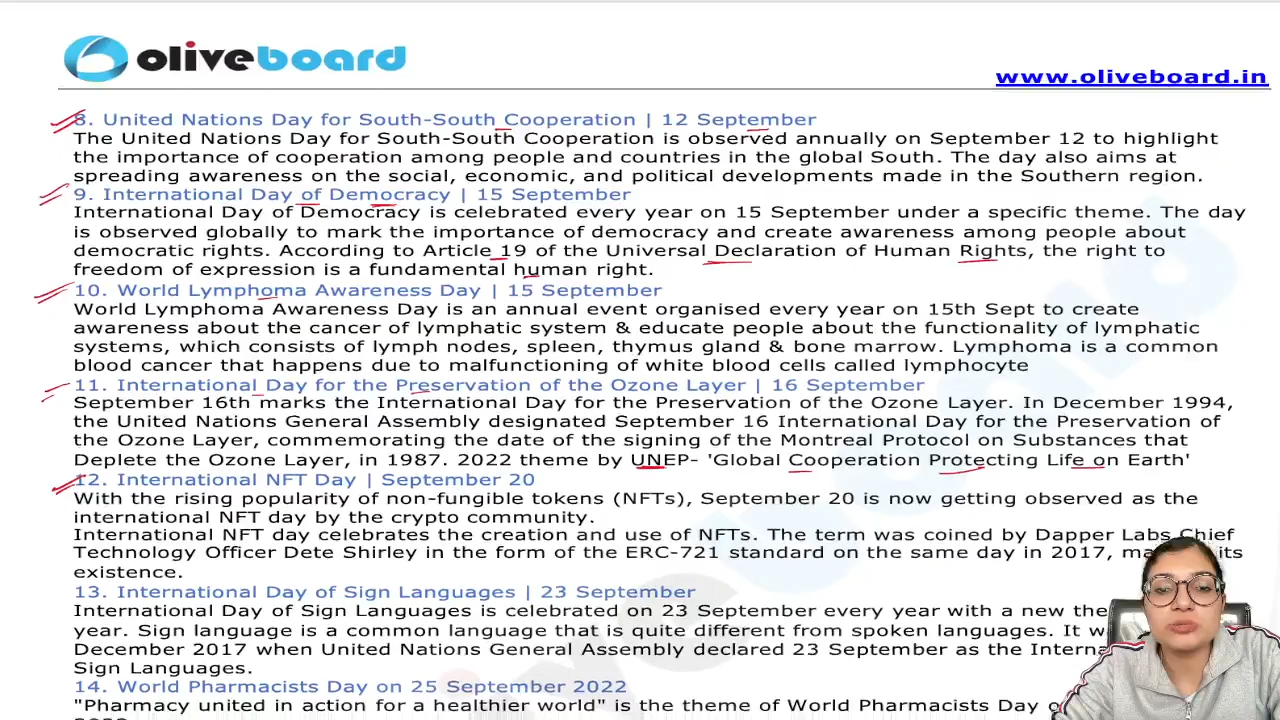 oliveboard
www.oliveboard.in
8. United Nations Day for South-South Cooperation | 12 September
The United Nations Day for South-South Cooperation is observed annually on September 12 to highlight
the importance of cooperation among people and countries in the global South. The day also aims at
spreading awareness on the social, economic, and political developments made in the Southern region.
9. International Day of Democracy | 15 September
International Day of Democracy is celebrated every year on 15 September under a specific theme. The day
is observed globally to mark the importance of democracy and create awareness among people about
democratic rights. According to Article 19 of the Universal Declaration of Human Rights, the right to
freedom of expression is a fundamental human right.
10. World Lymphoma Awareness Day | 15 September
World Lymphoma Awareness Day is an annual event organised every year on 15th Sept to create
awareness about the cancer of lymphatic system & educate people about the functionality of lymphatic
systems, which consists of lymph nodes, spleen, thymus gland & bone marrow. Lymphoma is a common
blood cancer that happens due to malfunctioning of white blood cells called lymphocyte
11. International Day for the Preservation of the Ozone Layer | 16 September
September 16th marks the International Day for the Preservation of the Ozone Layer. In December 1994,
the United Nations General Assembly designated September 16 International Day for the Preservation of
the Ozone Layer, commemorating the date of the signing of the Montreal Protocol on Substances that
Deplete the Ozone Layer, in 1987. 2022 theme by UNEP- 'Global Cooperation Protecting Life on Earth'
12. International NFT Day | September 20
With the rising popularity of non-fungible tokens (NFTs), September 20 is now getting observed as the
international NFT day by the crypto community.
International NFT day celebrates the creation and use of NFTs. The term was coined by Dapper Labs Chief
Technology Officer Dete Shirley in the form of the ERC-721 standard on the same day in 2017, its
existence.
13. International Day of Sign Languages | 23 September
International Day of Sign Languages is celebrated on 23 September every year with a new
year. Sign language is a common language that is quite different from spoken languages. It
December 2017 when United Nations General Assembly declared 23 September as the
Sign Languages.
14. World Pharmacists Day on 25 September 2022
"Pharmacy united in action for a healthier world" is the theme of World Pharmacists Day